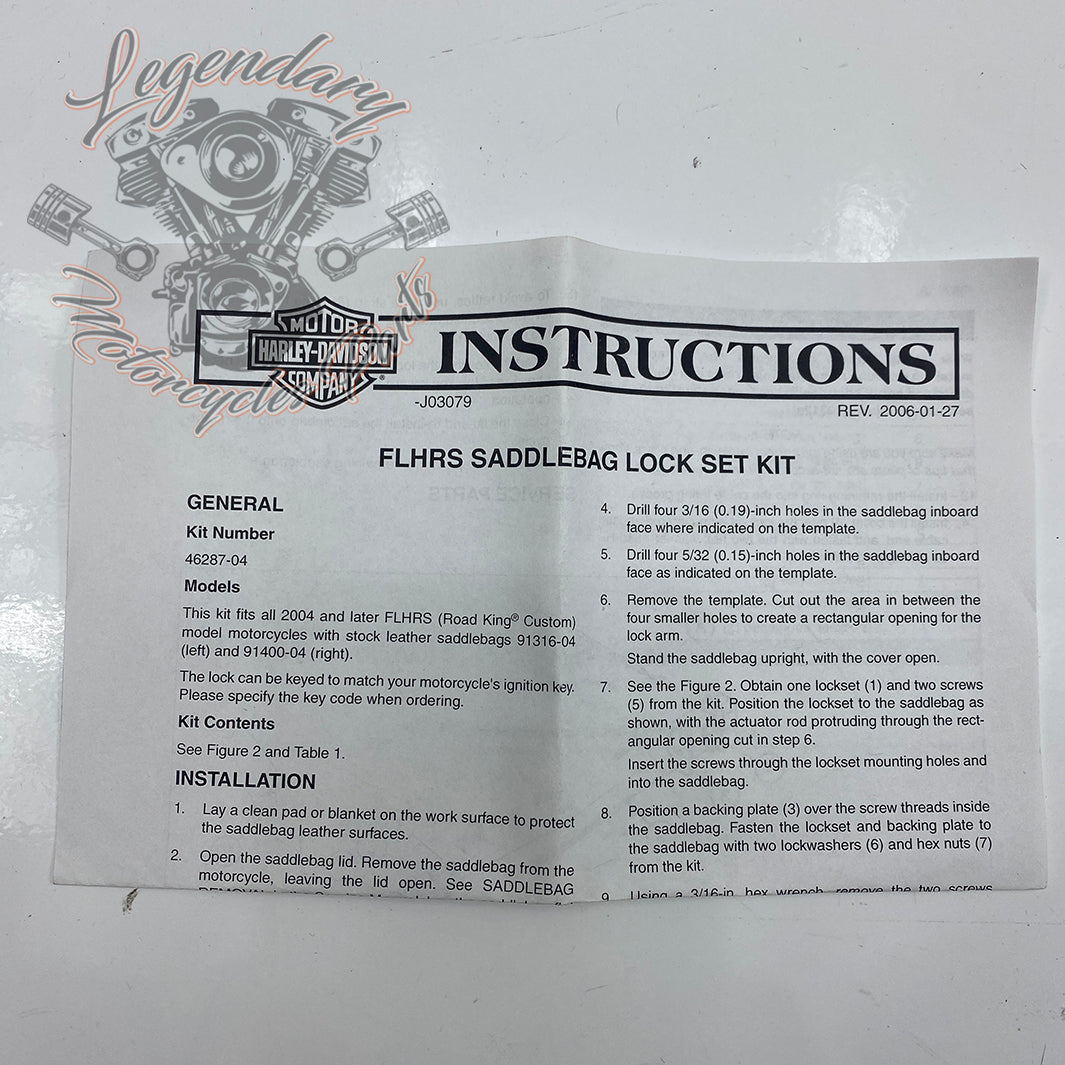 Legendary
Motorcycle Parts
MOTOR
HARLEY-DAVIDSON
COMPANY
®
INSTRUCTIONS
-J03079
REV. 2006-01-27
FLHRS SADDLEBAG LOCK SET KIT
GENERAL
Kit Number
46287-04
Models
This kit fits all 2004 and later FLHRS (Road King® Custom)
model motorcycles with stock leather saddlebags 91316-04
(left) and 91400-04 (right).
The lock can be keyed to match your motorcycle's ignition key.
Please specify the key code when ordering.
Kit Contents
See Figure 2 and Table 1.
INSTALLATION
1. Lay a clean pad or blanket on the work surface to protect
the saddlebag leather surfaces.
2. Open the saddlebag lid. Remove the saddlebag from the
motorcycle, leaving the lid open. See SADDLEBAG
4. Drill four 3/16 (0.19)-inch holes in the saddlebag inboard
face where indicated on the template.
5. Drill four 5/32 (0.15)-inch holes in the saddlebag inboard
face as indicated on the template.
6. Remove the template. Cut out the area in between the
four smaller holes to create a rectangular opening for the
lock arm.
Stand the saddlebag upright, with the cover open.
7. See the Figure 2. Obtain one lockset (1) and two screws
(5) from the kit. Position the lockset to the saddlebag as
shown, with the actuator rod protruding through the rect-
angular opening cut in step 6.
Insert the screws through the lockset mounting holes and
into the saddlebag.
8. Position a backing plate (3) over the screw threads inside
the saddlebag. Fasten the lockset and backing plate to
the saddlebag with two lockwashers (6) and hex nuts (7)
from the kit.
9. Using a 3/16-in. hex wrench, remove the two screws